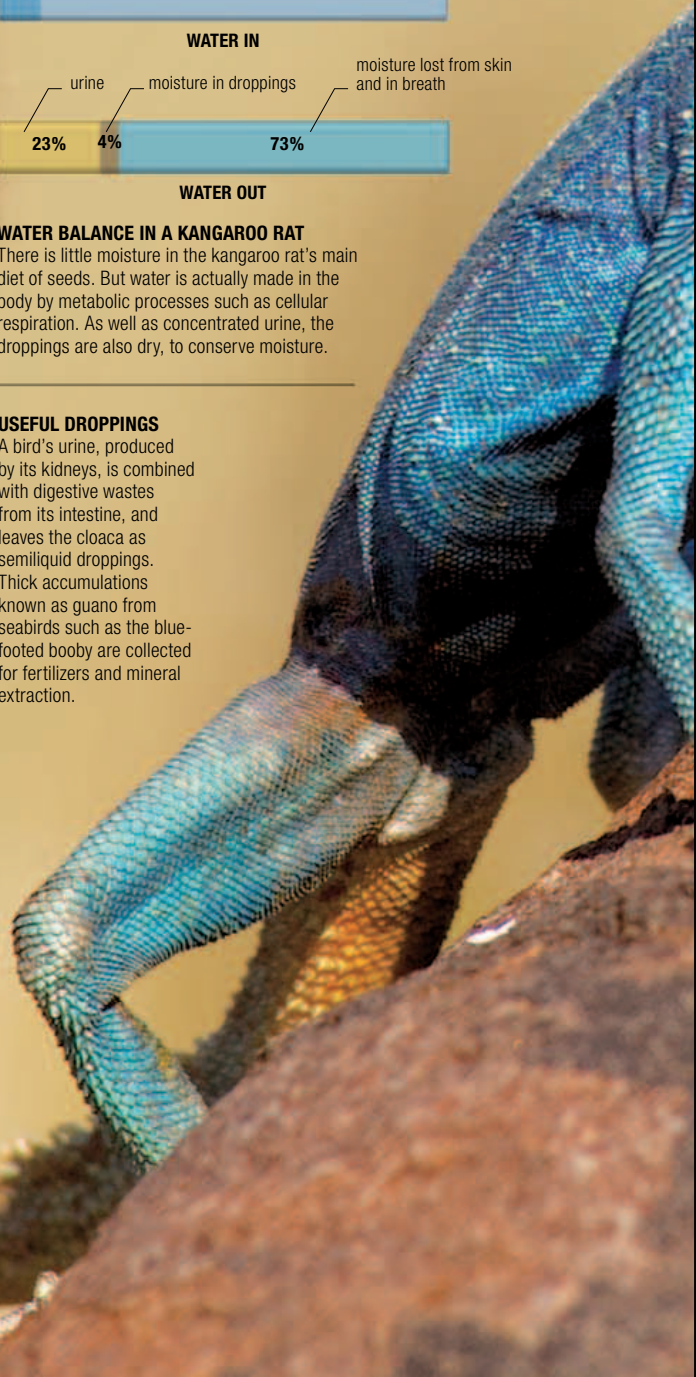 WATER IN
urine
moisture in droppings
moisture lost from skin
and in breath
23%
4%
73%
WATER OUT
WATER BALANCE IN A KANGAROO RAT
There is little moisture in the kangaroo rat's main
diet of seeds. But water is actually made in the
body by metabolic processes such as cellular
respiration. As well as concentrated urine, the
droppings are also dry, to conserve moisture.
USEFUL DROPPINGS
A bird's urine, produced
by its kidneys, is combined
with digestive wastes
from its intestine, and
leaves the cloaca as
semiliquid droppings.
Thick accumulations
known as guano from
seabirds such as the blue-
footed booby are collected
for fertilizers and mineral
extraction.